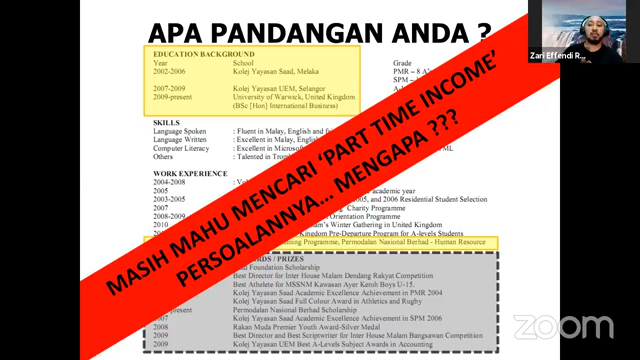 APA PANDANGAN ANDA ?
Zari Effendi R...
EDUCATION BACKGROUND
Year School Grade
2002-2006 Kolej Yayasan Saad, Melaka PMR – 8 A'
SPM
2007-2009 Kolej Yayasan UEM, Selangor
2009-present University of Warwick, United Kingdom
(BSc [Hon] International Business)
MASIH MAHU MENCARI 'PART TIME INCOME'
PERSOALANNYA... MENGAPA ???
SKILLS
Language Spoken : Fluent in Malay, English and
Language Written : Excellent in Malay, Engl
Computer Literacy : Excellent in Microsof ML
Others : Talented in Trom
WORK EXPERIENCE
2004-2008
2005 academic year
2003-2005 2005, and 2006 Residential Student Selection
2007 Charity Programme
2008-2009 Orientation Programme
2010 's Winter Gathering in United Kingdom
Kingdom Pre-Departure Program for A-levels Students
ning Programme, Permodalan Nasional Berhad - Human Resource
RDS / PRIZES
Foundation Scholarship
Best Director for Inter House Malam Dendang Rakyat Competition
Best Athelete for MSSNM Kawasan Ayer Keroh Boys U-15.
Kolej Yayasan Saad Academic Excellence Achievement in PMR 2004
Kolej Yayasan Saad Full Colour Award in Athletics and Rugby
-present Permodalan Nasional Berhad Scholarship
2007 Kolej Yayasan Saad Academic Excellence Achievement in SPM 2006
2008 Rakan Muda Premier Youth Award-Silver Medal
2009 Best Director and Best Scriptwriter for Inter House Malam Bangsawan Competition
2009 Kolej Yayasan UEM Best A-Levels Subject Awards in Accounting
zoom